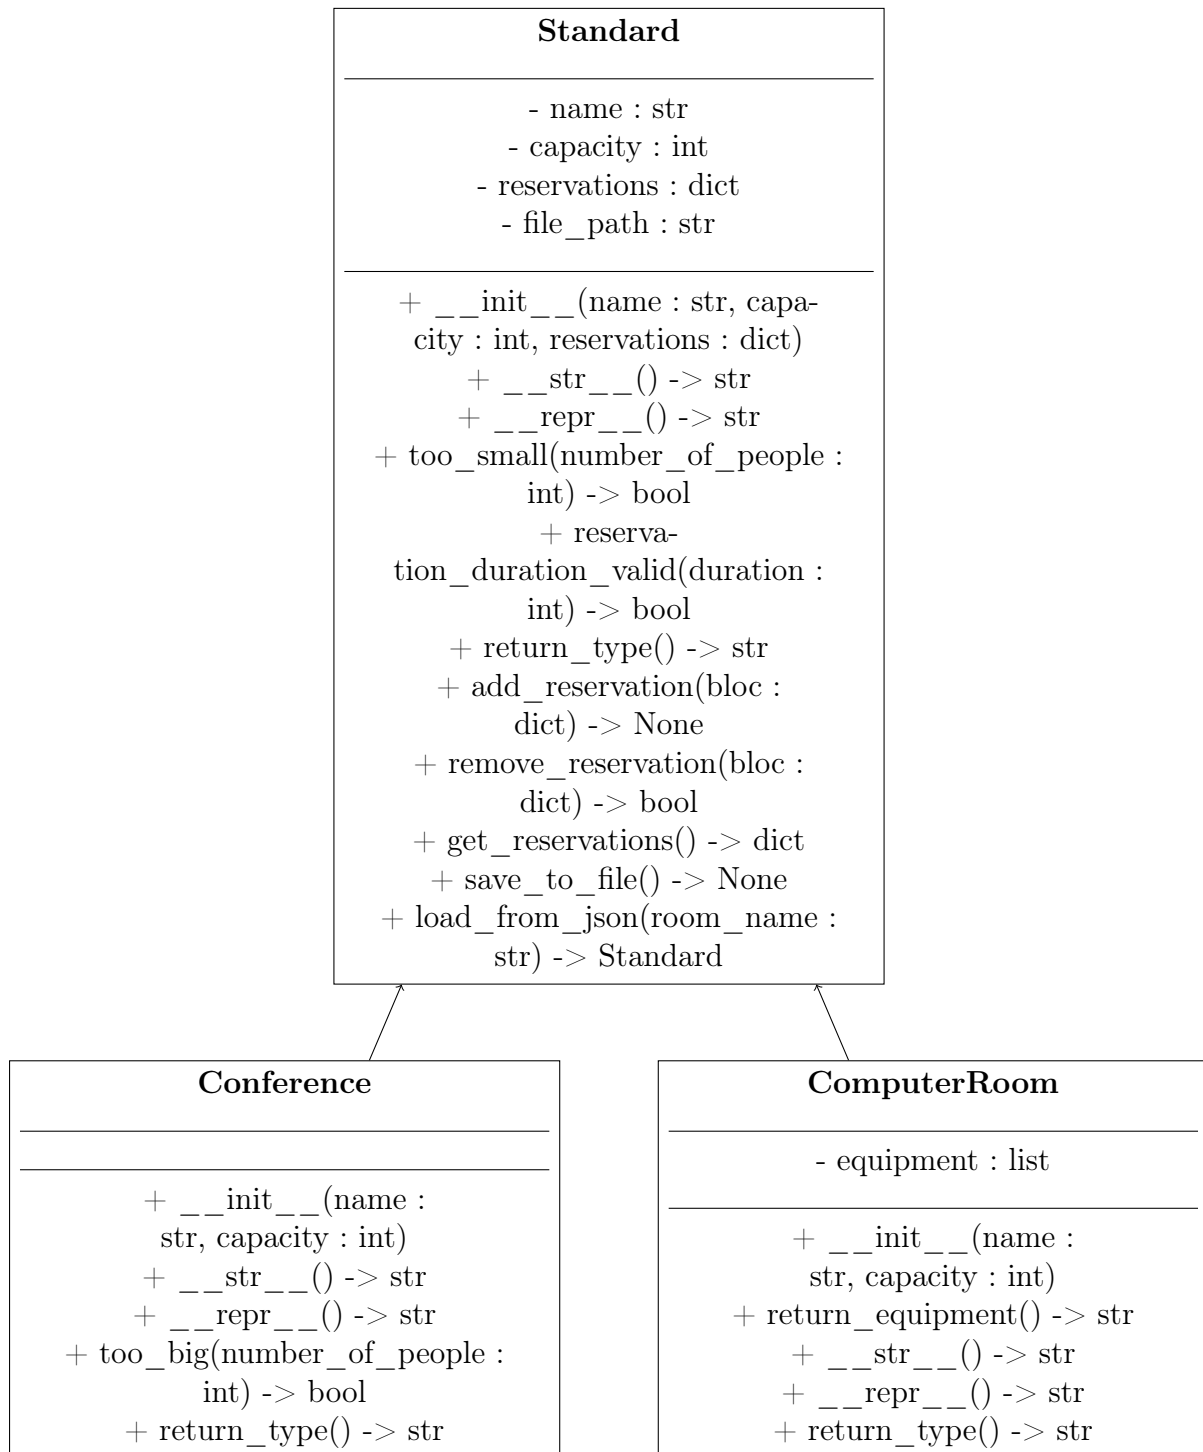 Standard
- name : str
- capacity : int
- reservations : dict
- file_path : str
+ __init__(name : str, capa-
city : int, reservations : dict)
+ __str__() -> str
+ __repr__() -> str
+ too_small(number_of_people :
int) -> bool
+ reserva-
tion_duration_valid(duration :
int) -> bool
+ return_type() -> str
+ add_reservation(bloc :
dict) -> None
+ remove_reservation(bloc :
dict) -> bool
+ get_reservations() -> dict
+ save_to_file() -> None
+ load_from_json(room_name :
str) -> Standard
Conference
+ __init__(name :
str, capacity : int)
+ __str__() -> str
+ __repr__() -> str
+ too_big(number_of_people :
int) -> bool
+ return_type() -> str
ComputerRoom
- equipment : list
+ __init__(name :
str, capacity : int)
+ return_equipment() -> str
+ __str__() -> str
+ __repr__() -> str
+ return_type() -> str